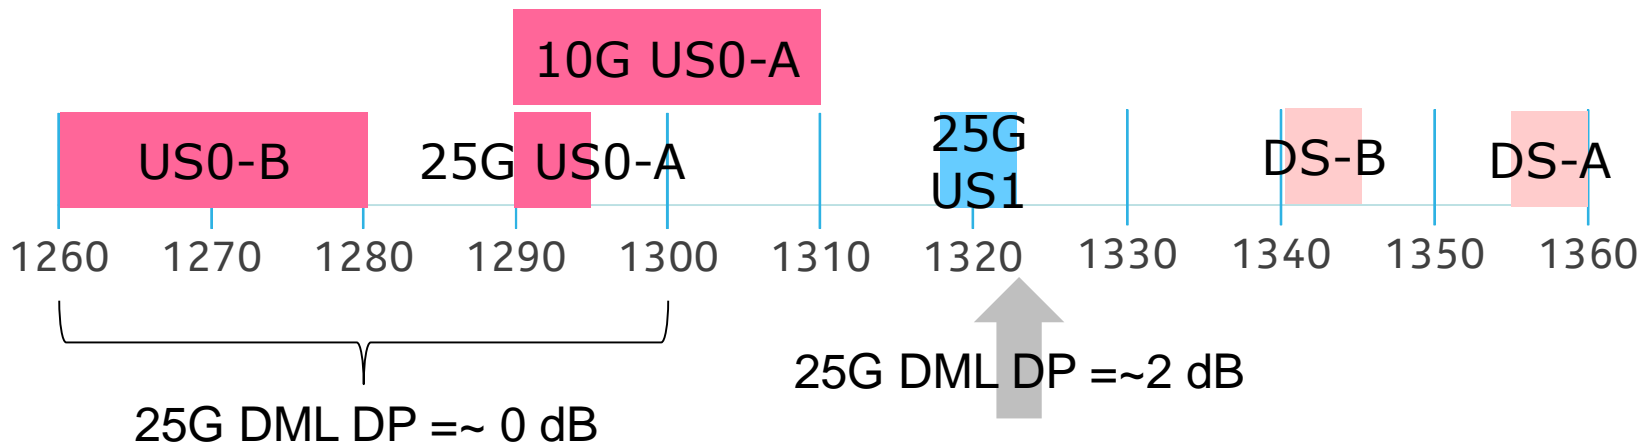 10G US0-A
US0-B
25G US0-A
25G
US1
DS-B
DS-A
1260 1270 1280 1290 1300 1310 1320 1330 1340 1350 1360
25G DML DP =~2 dB
25G DML DP =~ 0 dB